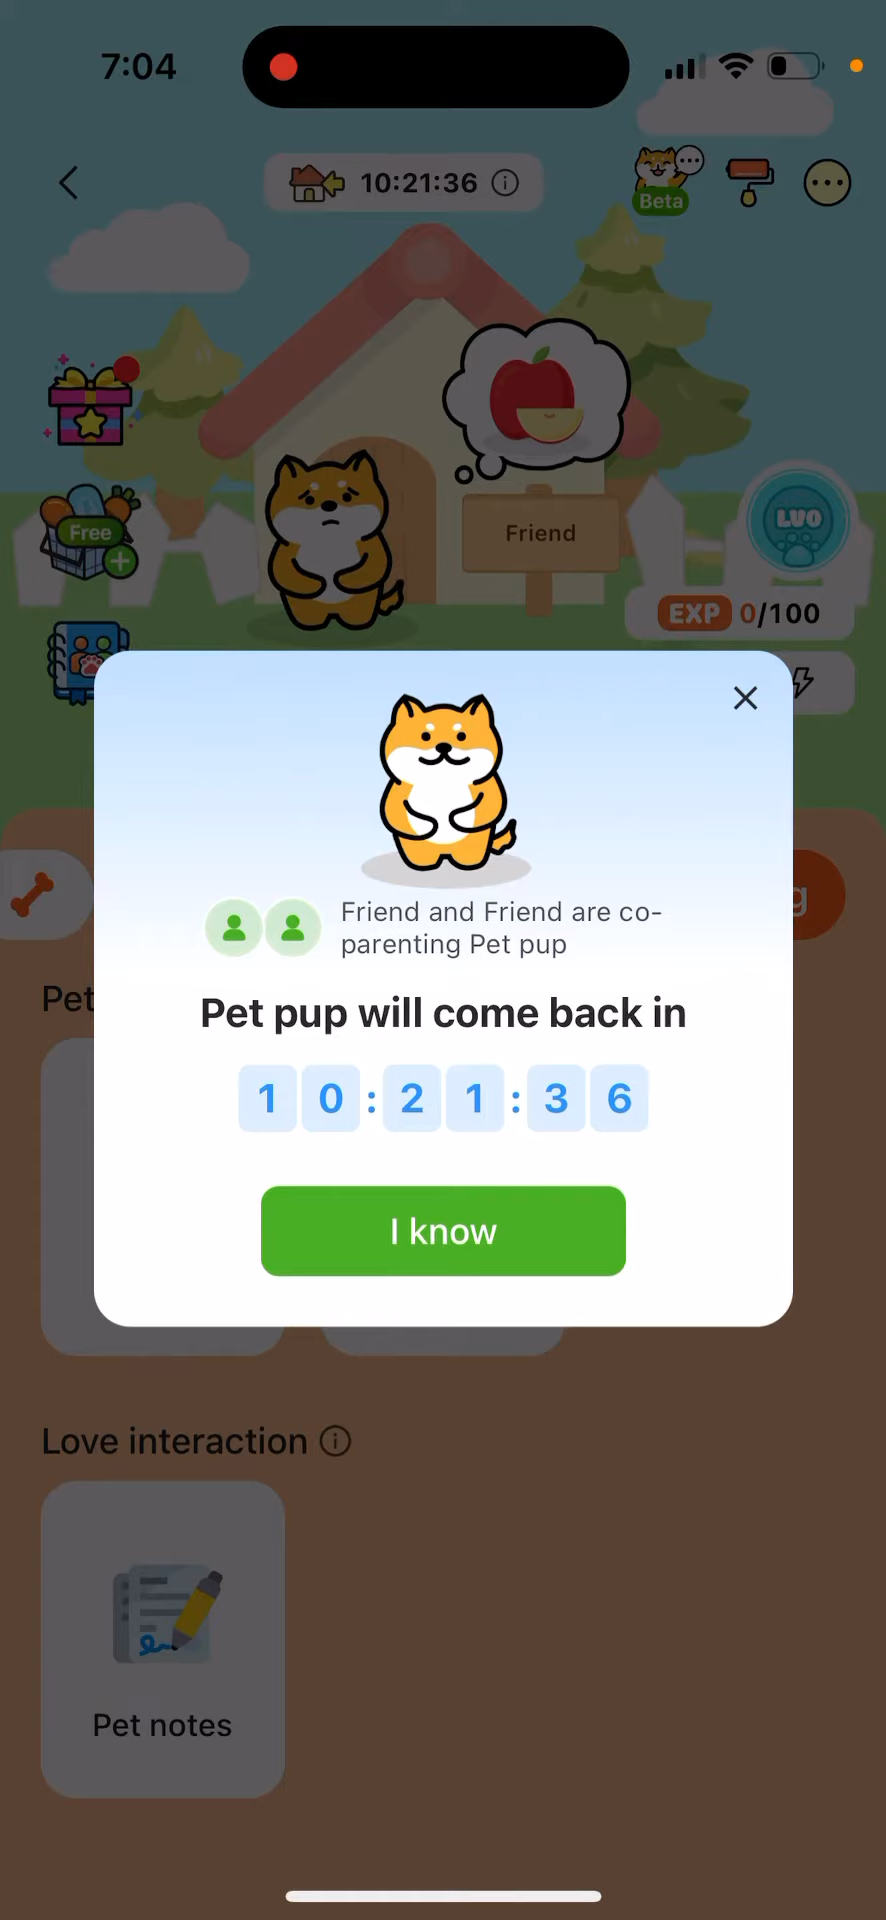 7:04
10:21:36
Beta
Free
Friend
LUO
EXP 0/100
Friend and Friend are co-
parenting Pet pup
Pet pup will come back in
10:21:36
I know
g
Pet
Love interaction
Pet notes